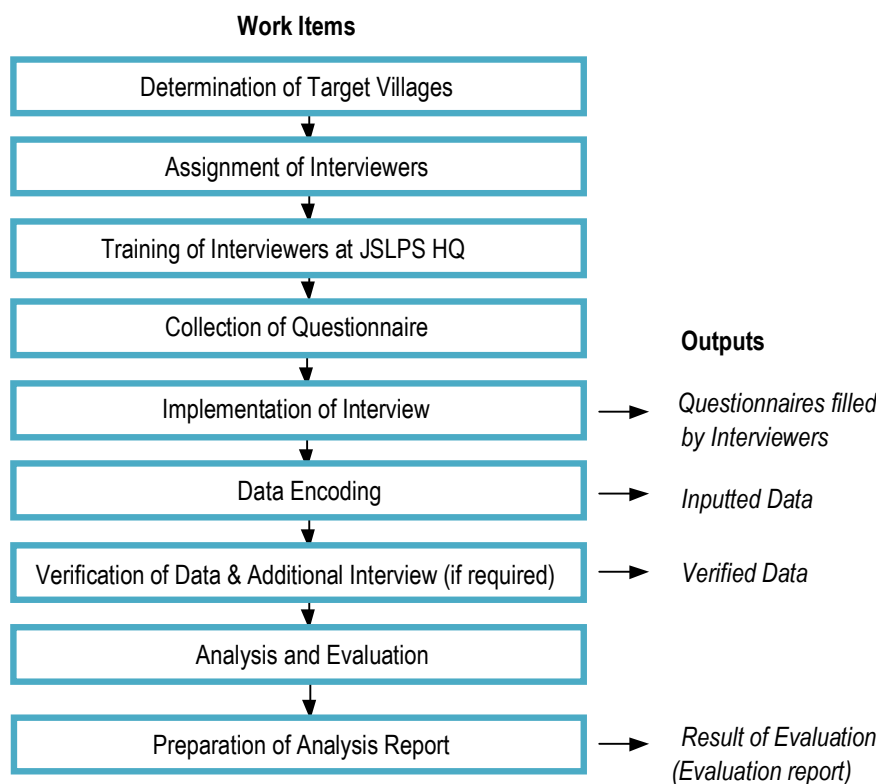 Work Items
Determination of Target Villages
Assignment of Interviewers
Training of Interviewers at JSLPS HQ
Collection of Questionnaire
Outputs
Implementation of Interview
Questionnaires filled
by Interviewers
Data Encoding
Inputted Data
Verification of Data & Additional Interview (if required)
Verified Data
Analysis and Evaluation
Preparation of Analysis Report
Result of Evaluation
(Evaluation report)